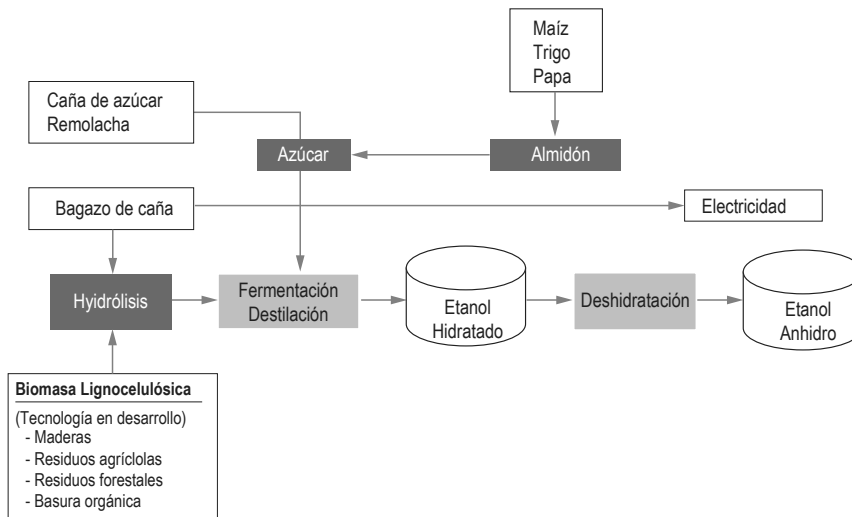 Maíz
Trigo
Papa
Caña de azúcar
Remolacha
Azúcar
Almidón
Bagazo de caña
Electricidad
Hyidrólisis
Fermentación
Destilación
Etanol
Hidratado
Deshidratación
Etanol
Anhidro
Biomasa Lignocelulósica
(Tecnología en desarrollo)
- Maderas
- Residuos agríclolas
- Residuos forestales
- Basura orgánica